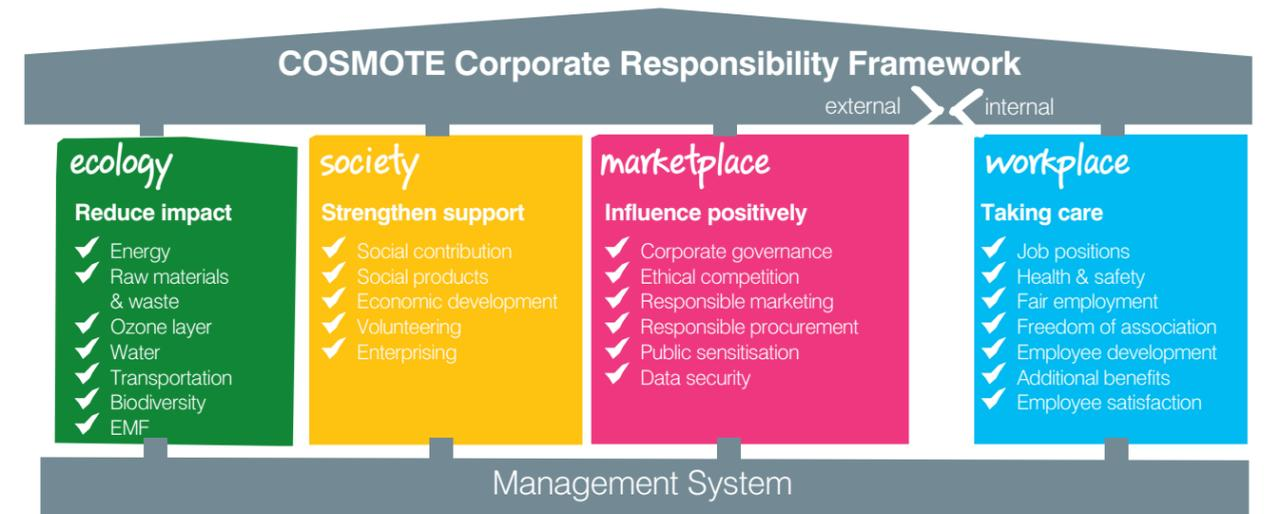 COSMOTE Corporate Responsibility Framework
external internal
ecology
Reduce impact
Energy
Raw materials
& waste
Ozone layer
Water
Transportation
Biodiversity
EMF
society
Strengthen support
Social contribution
Social products
Economic development
Volunteering
Enterprising
marketplace
Influence positively
Corporate governance
Ethical competition
Responsible marketing
Responsible procurement
Public sensitisation
Data security
workplace
Taking care
Job positions
Health & safety
Fair employment
Freedom of association
Employee development
Additional benefits
Employee satisfaction
Management System